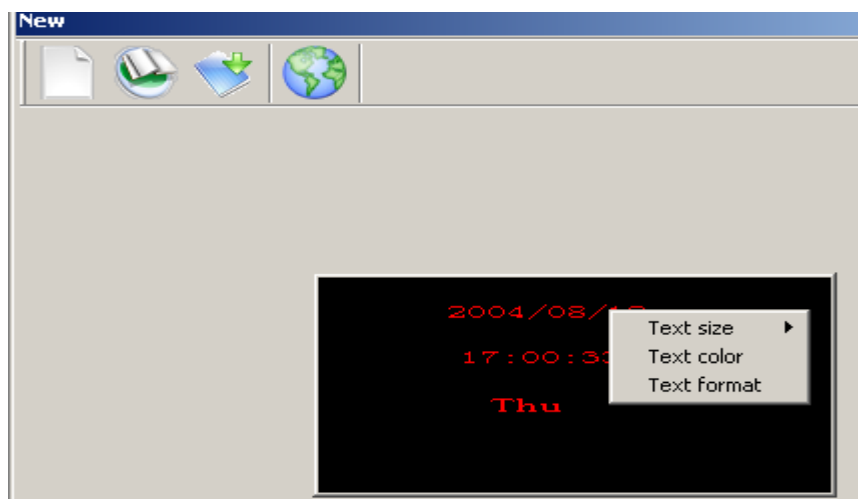 New
2004/08/
Text size
17:00:3
Text color
Text format
Thu